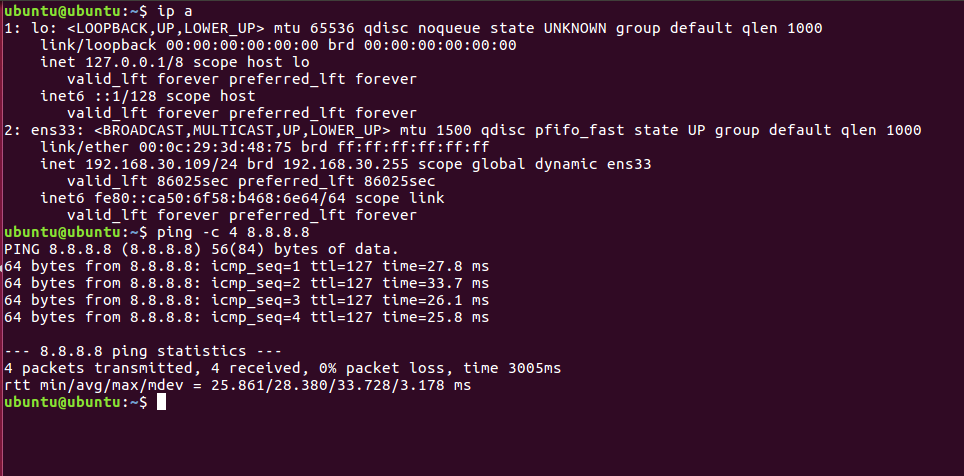 ubuntu@ubuntu:~$ ip a
1: lo: <LOOPBACK,UP,LOWER_UP> mtu 65536 qdisc noqueue state UNKNOWN group default qlen 1000
    link/loopback 00:00:00:00:00:00 brd 00:00:00:00:00:00
    inet 127.0.0.1/8 scope host lo
       valid_lft forever preferred_lft forever
    inet6 ::1/128 scope host
       valid_lft forever preferred_lft forever
2: ens33: <BROADCAST,MULTICAST,UP,LOWER_UP> mtu 1500 qdisc pfifo_fast state UP group default qlen 1000
    link/ether 00:0c:29:3d:48:75 brd ff:ff:ff:ff:ff:ff
    inet 192.168.30.109/24 brd 192.168.30.255 scope global dynamic ens33
       valid_lft 86025sec preferred_lft 86025sec
    inet6 fe80::ca50:6f58:b468:6e64/64 scope link
       valid_lft forever preferred_lft forever
ubuntu@ubuntu:~$ ping -c 4 8.8.8.8
PING 8.8.8.8 (8.8.8.8) 56(84) bytes of data.
64 bytes from 8.8.8.8: icmp_seq=1 ttl=127 time=27.8 ms
64 bytes from 8.8.8.8: icmp_seq=2 ttl=127 time=33.7 ms
64 bytes from 8.8.8.8: icmp_seq=3 ttl=127 time=26.1 ms
64 bytes from 8.8.8.8: icmp_seq=4 ttl=127 time=25.8 ms

--- 8.8.8.8 ping statistics ---
4 packets transmitted, 4 received, 0% packet loss, time 3005ms
rtt min/avg/max/mdev = 25.861/28.380/33.728/3.178 ms
ubuntu@ubuntu:~$